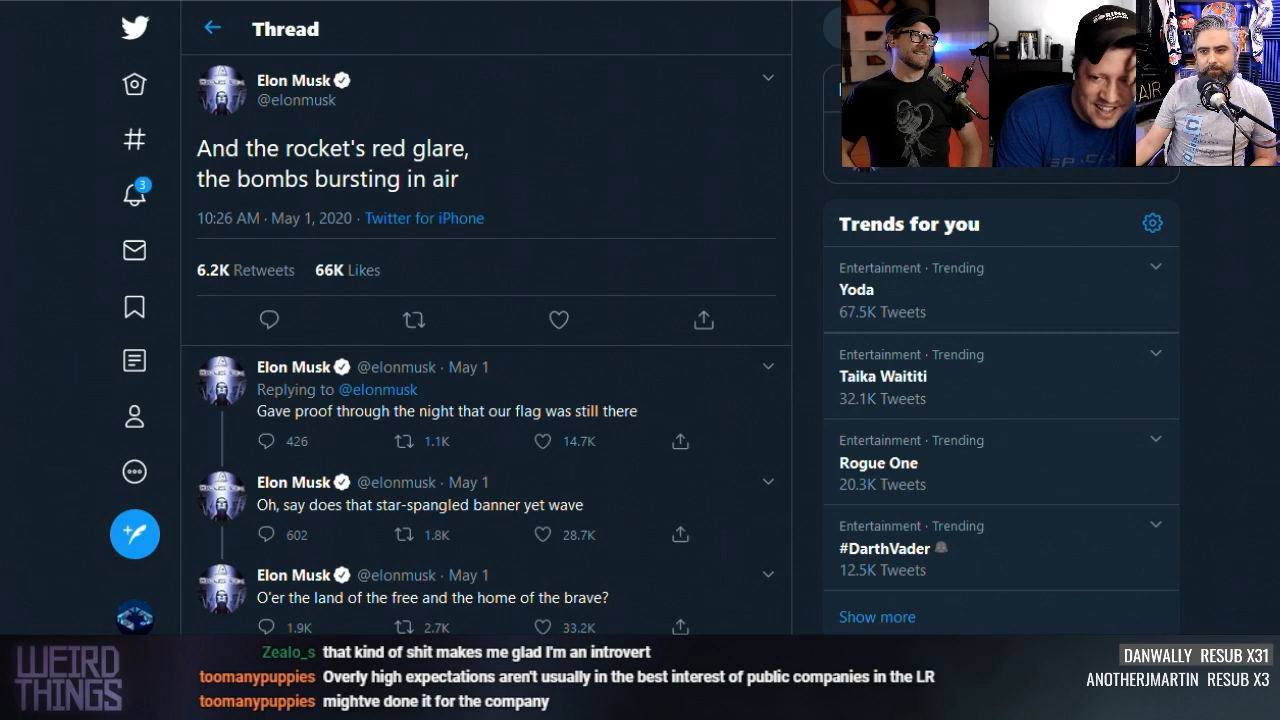 Thread
Elon Musk
@elonmusk
And the rocket's red glare,
the bombs bursting in air
10:26 AM · May 1, 2020 · Twitter for iPhone
6.2K Retweets 66K Likes
Elon Musk @elonmusk · May 1
Replying to @elonmusk
Gave proof through the night that our flag was still there
426 1.1K 14.7K
Elon Musk @elonmusk · May 1
Oh, say does that star-spangled banner yet wave
602 1.8K 28.7K
Elon Musk @elonmusk · May 1
O'er the land of the free and the home of the brave?
1.9K 2.7K 33.2K
3
AIR
Trends for you
Entertainment · Trending
Yoda
67.5K Tweets
Entertainment · Trending
Taika Waititi
32.1K Tweets
Entertainment · Trending
Rogue One
20.3K Tweets
Entertainment · Trending
#DarthVader
12.5K Tweets
Show more
WEIRD
THINGS
Zealo_s that kind of shit makes me glad I'm an introvert
toomanypuppies Overly high expectations aren't usually in the best interest of public companies in the LR
toomanypuppies mightve done it for the company
DANWALLY RESUB X31
ANOTHERJMARTIN RESUB X3